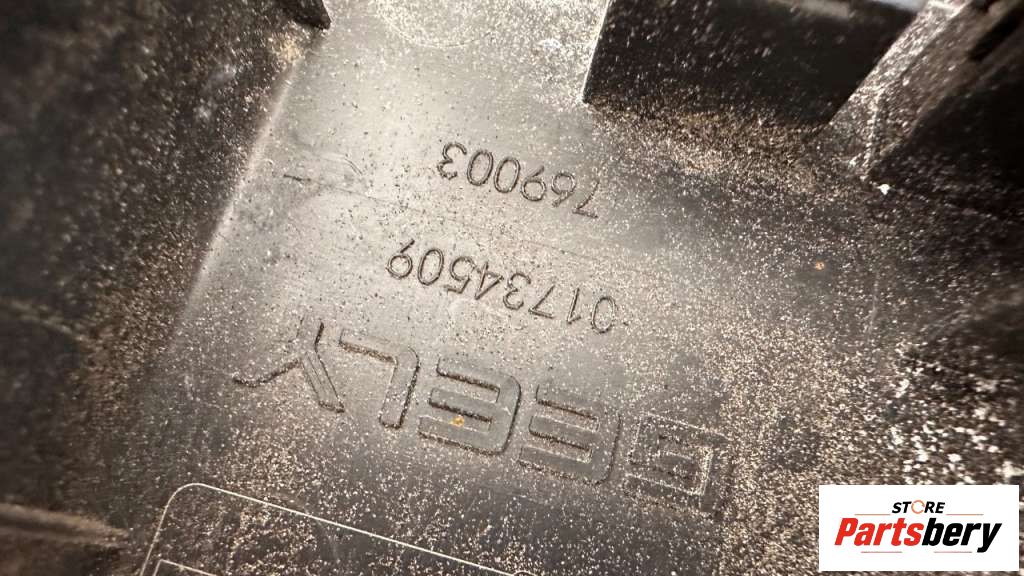 GEELY
01734509
769003
STORE
Partsbery